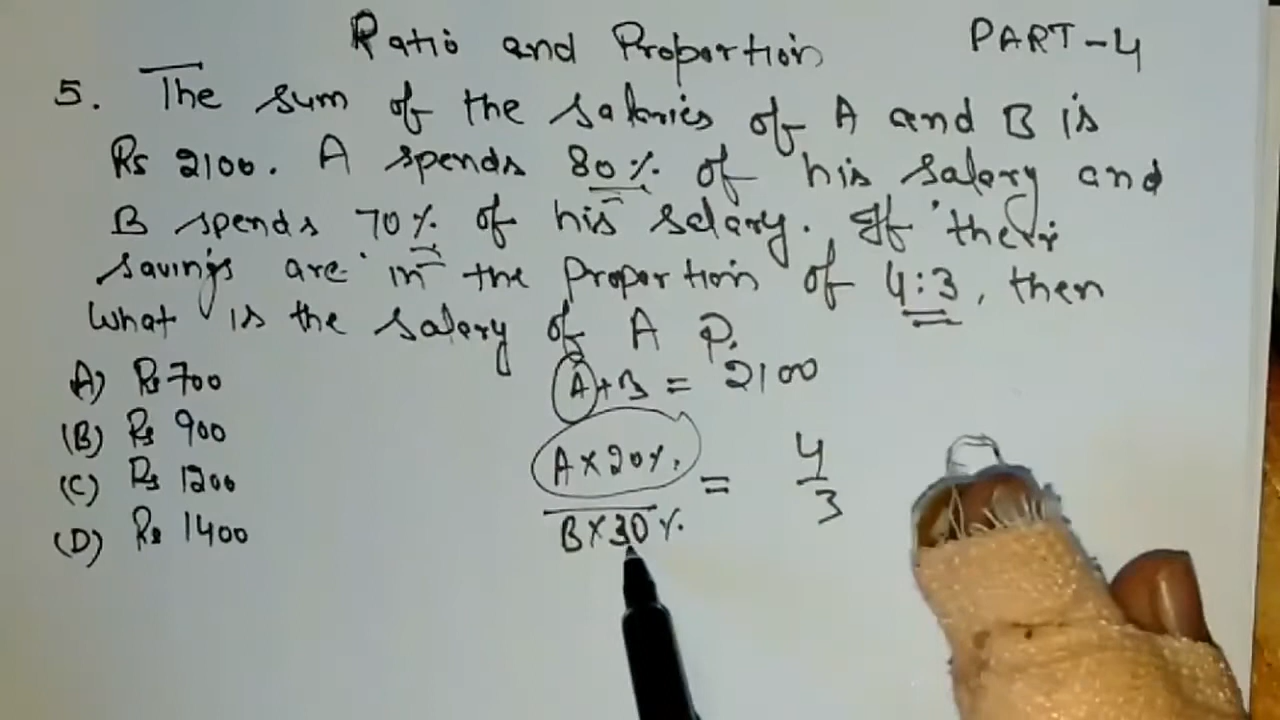 Ratio and Proportion PART-4
5. The sum of the salaries of A and B is
Rs 2100. A spends 80% of his salary and
B spends 70% of his salary. If their
savings are in the proportion of 4:3, then
What is the salary of A ?
A) Rs 700
(B) Rs 900
(C) Rs 1200
(D) Rs 1400
A+B = 2100
A×20% / B×30% = 4/3